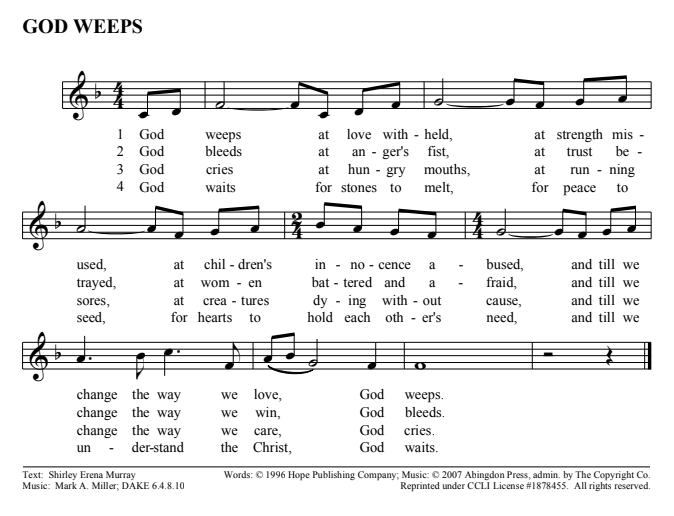 GOD WEEPS
4
4
1 God weeps at love with - held, at strength mis -
2 God bleeds at an - ger's fist, at trust be -
3 God cries at hun - gry mouths, at run - ning
4 God waits for stones to melt, for peace to
2
4
4
4
used, at chil - dren's in - no - cence a - bused, and till we
trayed, at wom - en bat - tered and a - fraid, and till we
sores, at crea - tures dy - ing with - out cause, and till we
seed, for hearts to hold each oth - er's need, and till we
change the way we love, God weeps.
change the way we win, God bleeds.
change the way we care, God cries.
un - der-stand the Christ, God waits.
Text: Shirley Erena Murray Words: © 1996 Hope Publishing Company; Music: © 2007 Abingdon Press, admin. by The Copyright Co.
Music: Mark A. Miller; DAKE 6.4.8.10 Reprinted under CCLI License #1878455. All rights reserved.